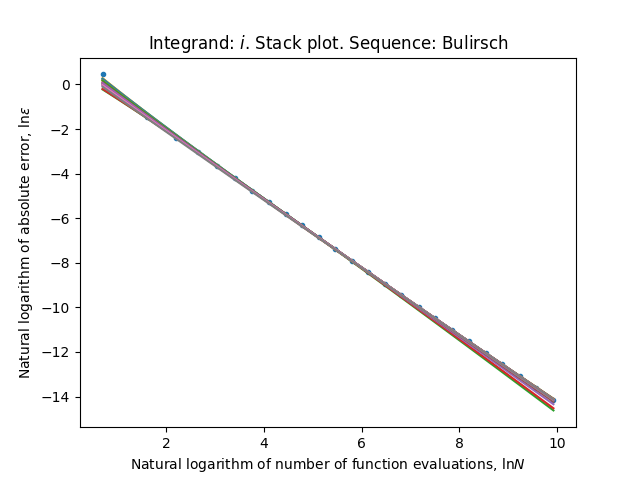 Integrand: i. Stack plot. Sequence: Bulirsch
Natural logarithm of absolute error, lnε
0
−2
−4
−6
−8
−10
−12
−14
2 4 6 8 10
Natural logarithm of number of function evaluations, lnN